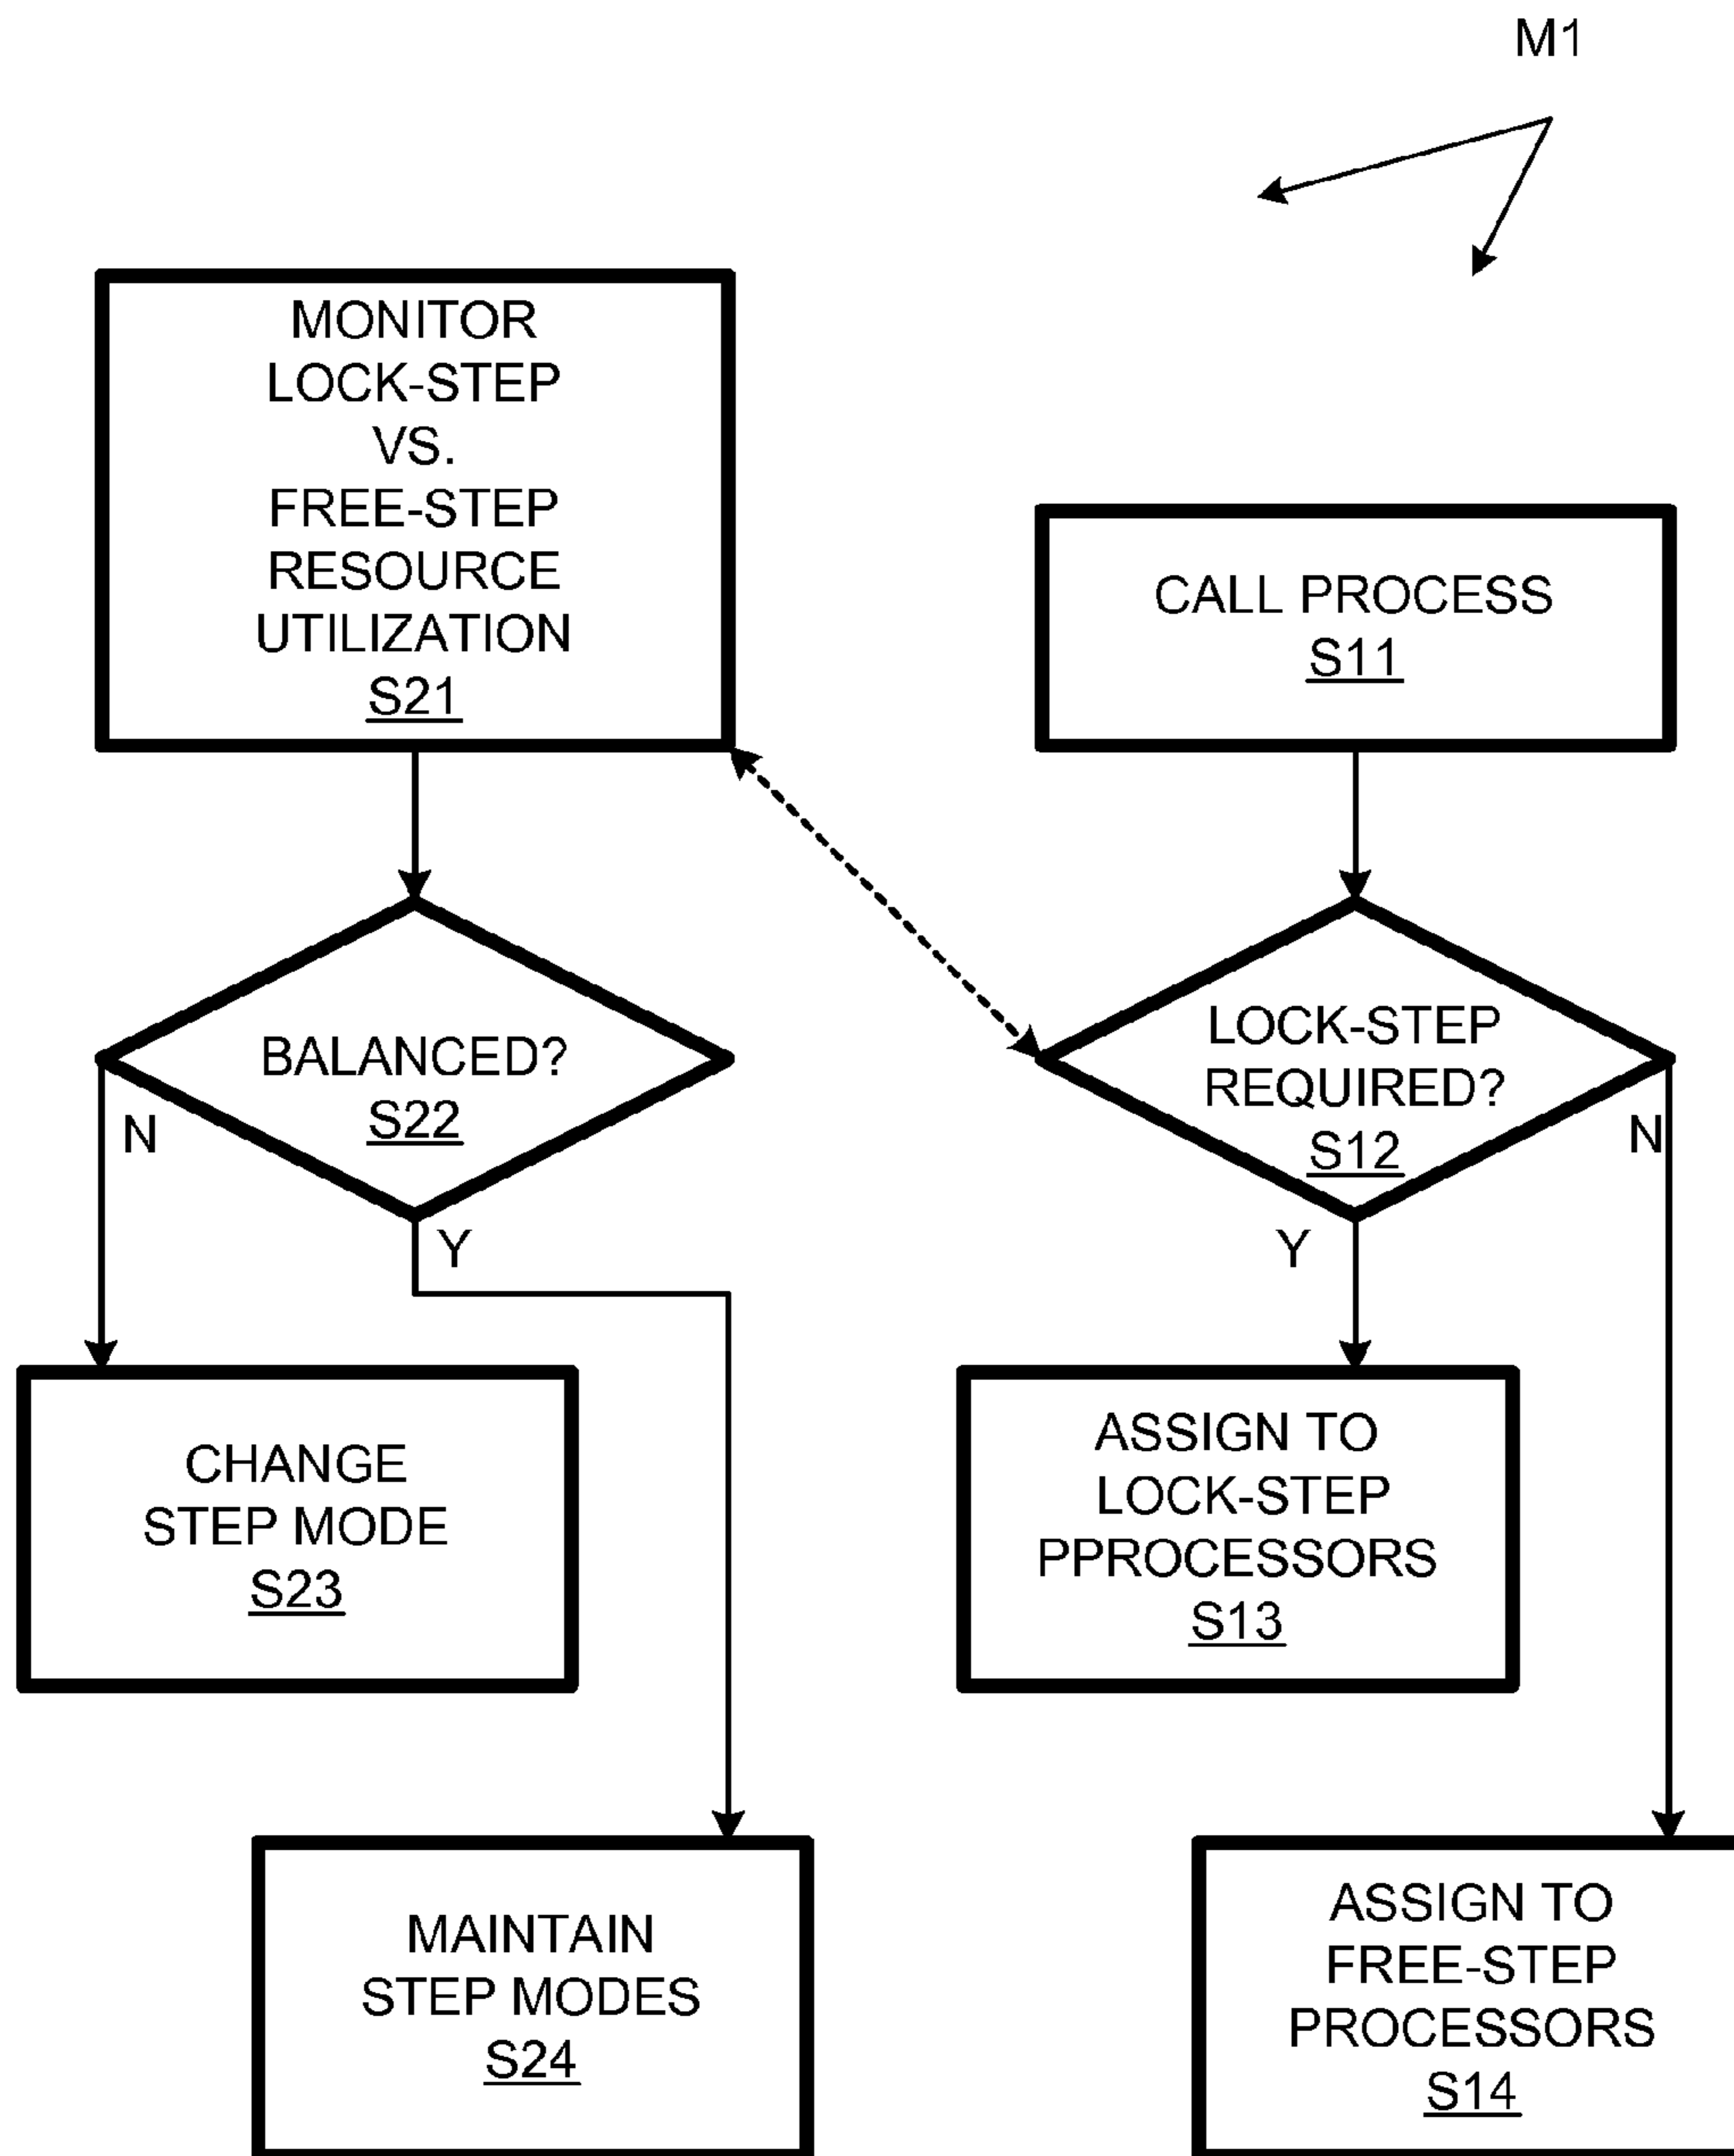 M1
MONITOR
LOCK-STEP
VS.
FREE-STEP
RESOURCE
UTILIZATION
S21
CALL PROCESS
S11
BALANCED?
S22
N
Y
LOCK-STEP
REQUIRED?
S12
N
Y
CHANGE
STEP MODE
S23
ASSIGN TO
LOCK-STEP
PPROCESSORS
S13
MAINTAIN
STEP MODES
S24
ASSIGN TO
FREE-STEP
PROCESSORS
S14